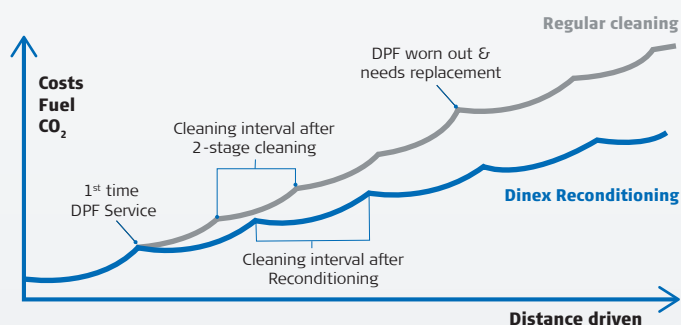 Regular cleaning
Costs
Fuel
CO₂
DPF worn out &
needs replacement
Cleaning interval after
2-stage cleaning
1st time
DPF Service
Dinex Reconditioning
Cleaning interval after
Reconditioning
Distance driven